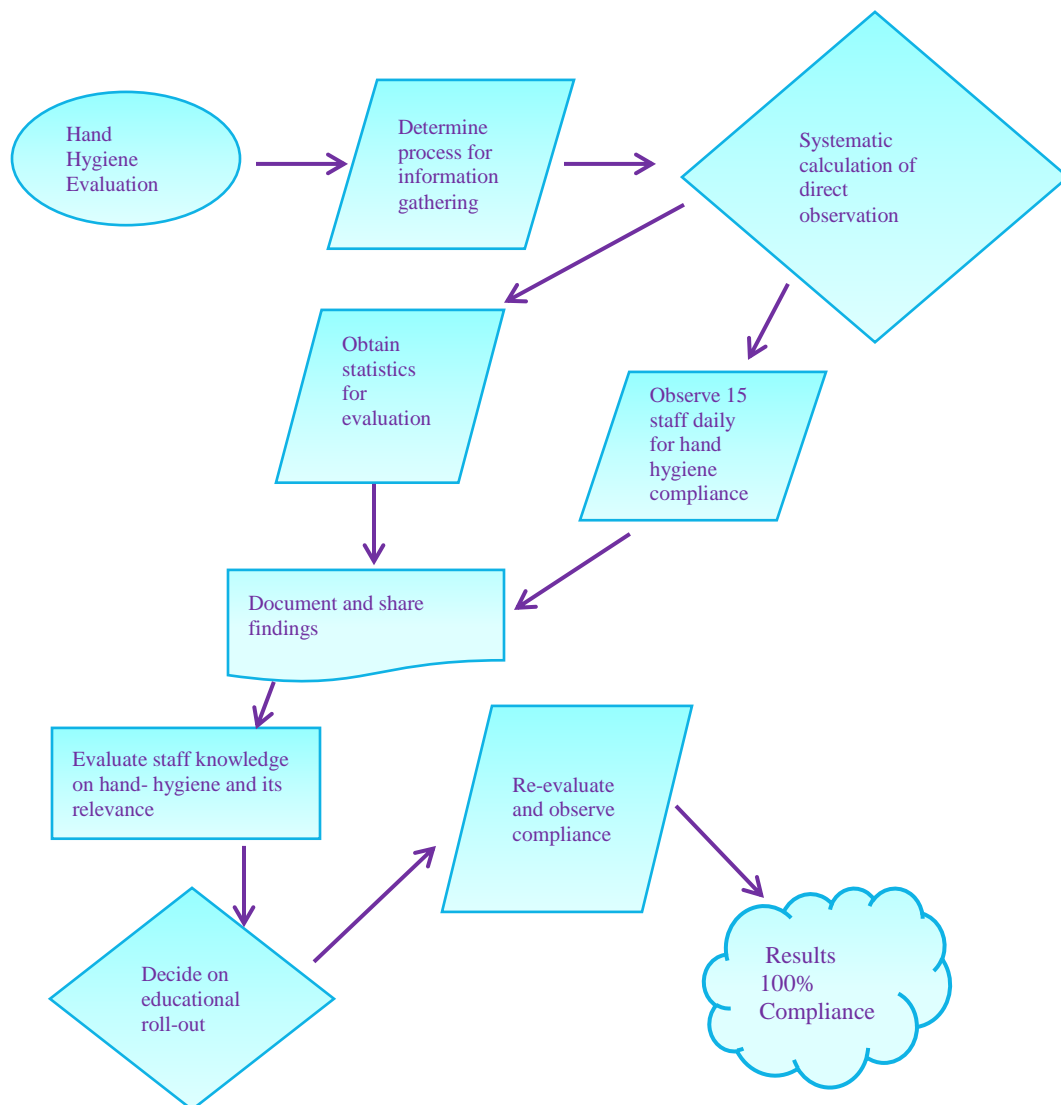 Hand
Hygiene
Evaluation
Determine
process for
information
gathering
Systematic
calculation of
direct
observation
Obtain
statistics
for
evaluation
Observe 15
staff daily
for hand
hygiene
compliance
Document and share
findings
Evaluate staff knowledge
on hand- hygiene and its
relevance
Re-evaluate
and observe
compliance
Decide on
educational
roll-out
Results
100%
Compliance